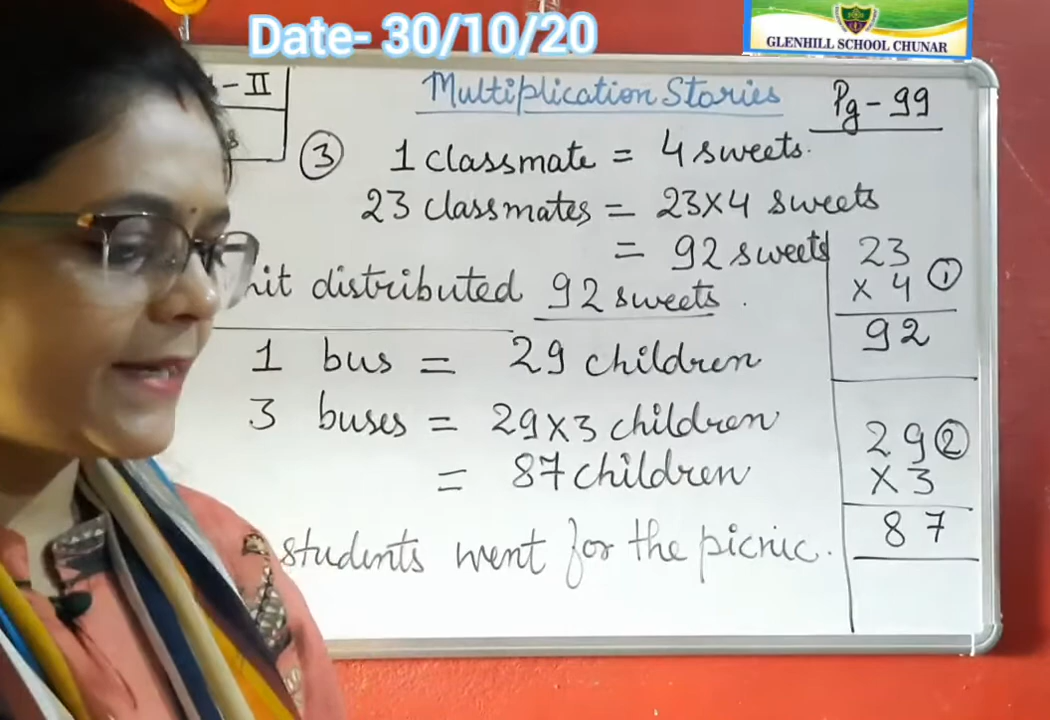 Date- 30/10/20
GLENHILL SCHOOL CHUNAR
-II
Multiplication Stories
Pg-99
③ 1 classmate = 4 sweets.
23 classmates = 23×4 sweets
= 92 sweets
hit distributed 92 sweets.
23
× 4 ①
92
1 bus = 29 children
3 buses = 29×3 children
= 87 children
students went for the picnic.
29 ②
×3
87